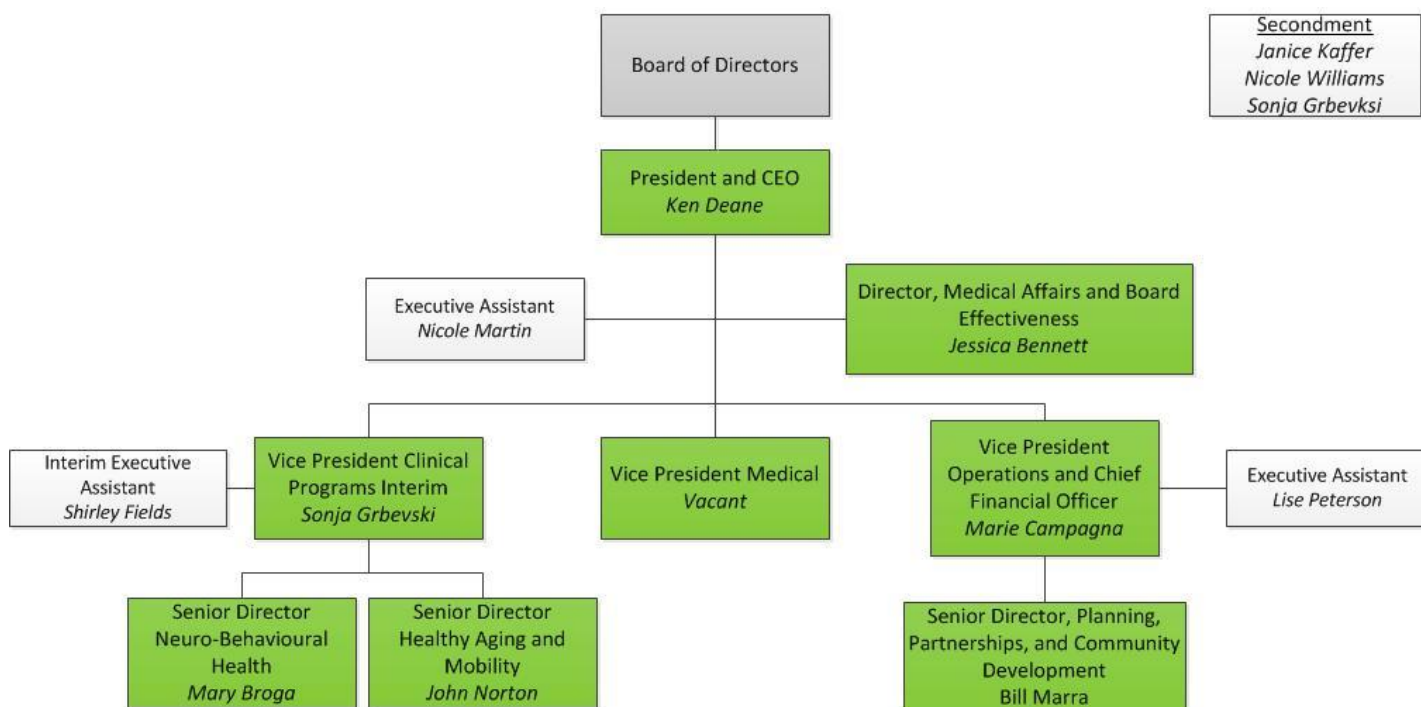 Board of Directors
Secondment
Janice Kaffer
Nicole Williams
Sonja Grbevksi
President and CEO
Ken Deane
Executive Assistant
Nicole Martin
Director, Medical Affairs and Board
Effectiveness
Jessica Bennett
Interim Executive
Assistant
Shirley Fields
Vice President Clinical
Programs Interim
Sonja Grbevski
Vice President Medical
Vacant
Vice President
Operations and Chief
Financial Officer
Marie Campagna
Executive Assistant
Lise Peterson
Senior Director
Neuro-Behavioural
Health
Mary Broga
Senior Director
Healthy Aging and
Mobility
John Norton
Senior Director, Planning,
Partnerships, and Community
Development
Bill Marra